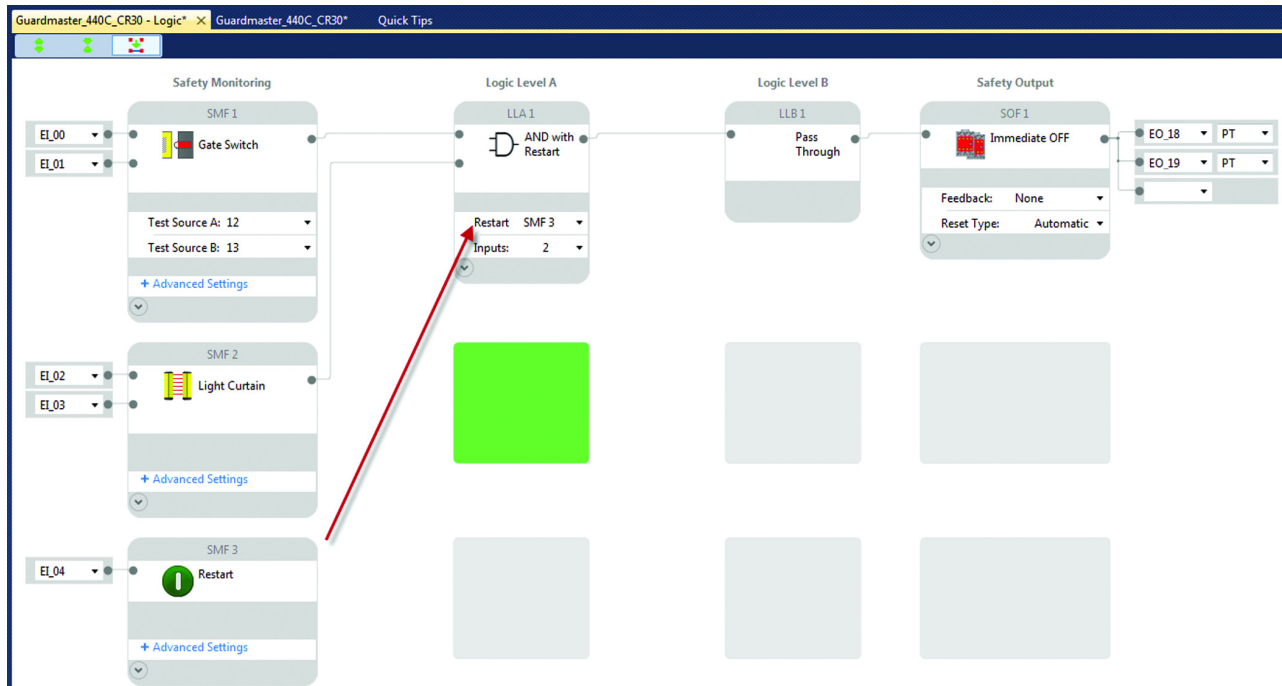 Guardmaster_440C_CR30 - Logic* × Guardmaster_440C_CR30* Quick Tips
Safety Monitoring Logic Level A Logic Level B Safety Output
SMF 1
EI_00
EI_01
Gate Switch
Test Source A: 12
Test Source B: 13
+ Advanced Settings
LLA 1
AND with
Restart
Restart SMF 3
Inputs: 2
LLB 1
Pass
Through
SOF 1
Immediate OFF
Feedback: None
Reset Type: Automatic
EO_18 PT
EO_19 PT
SMF 2
EI_02
EI_03
Light Curtain
+ Advanced Settings
SMF 3
EI_04
Restart
+ Advanced Settings